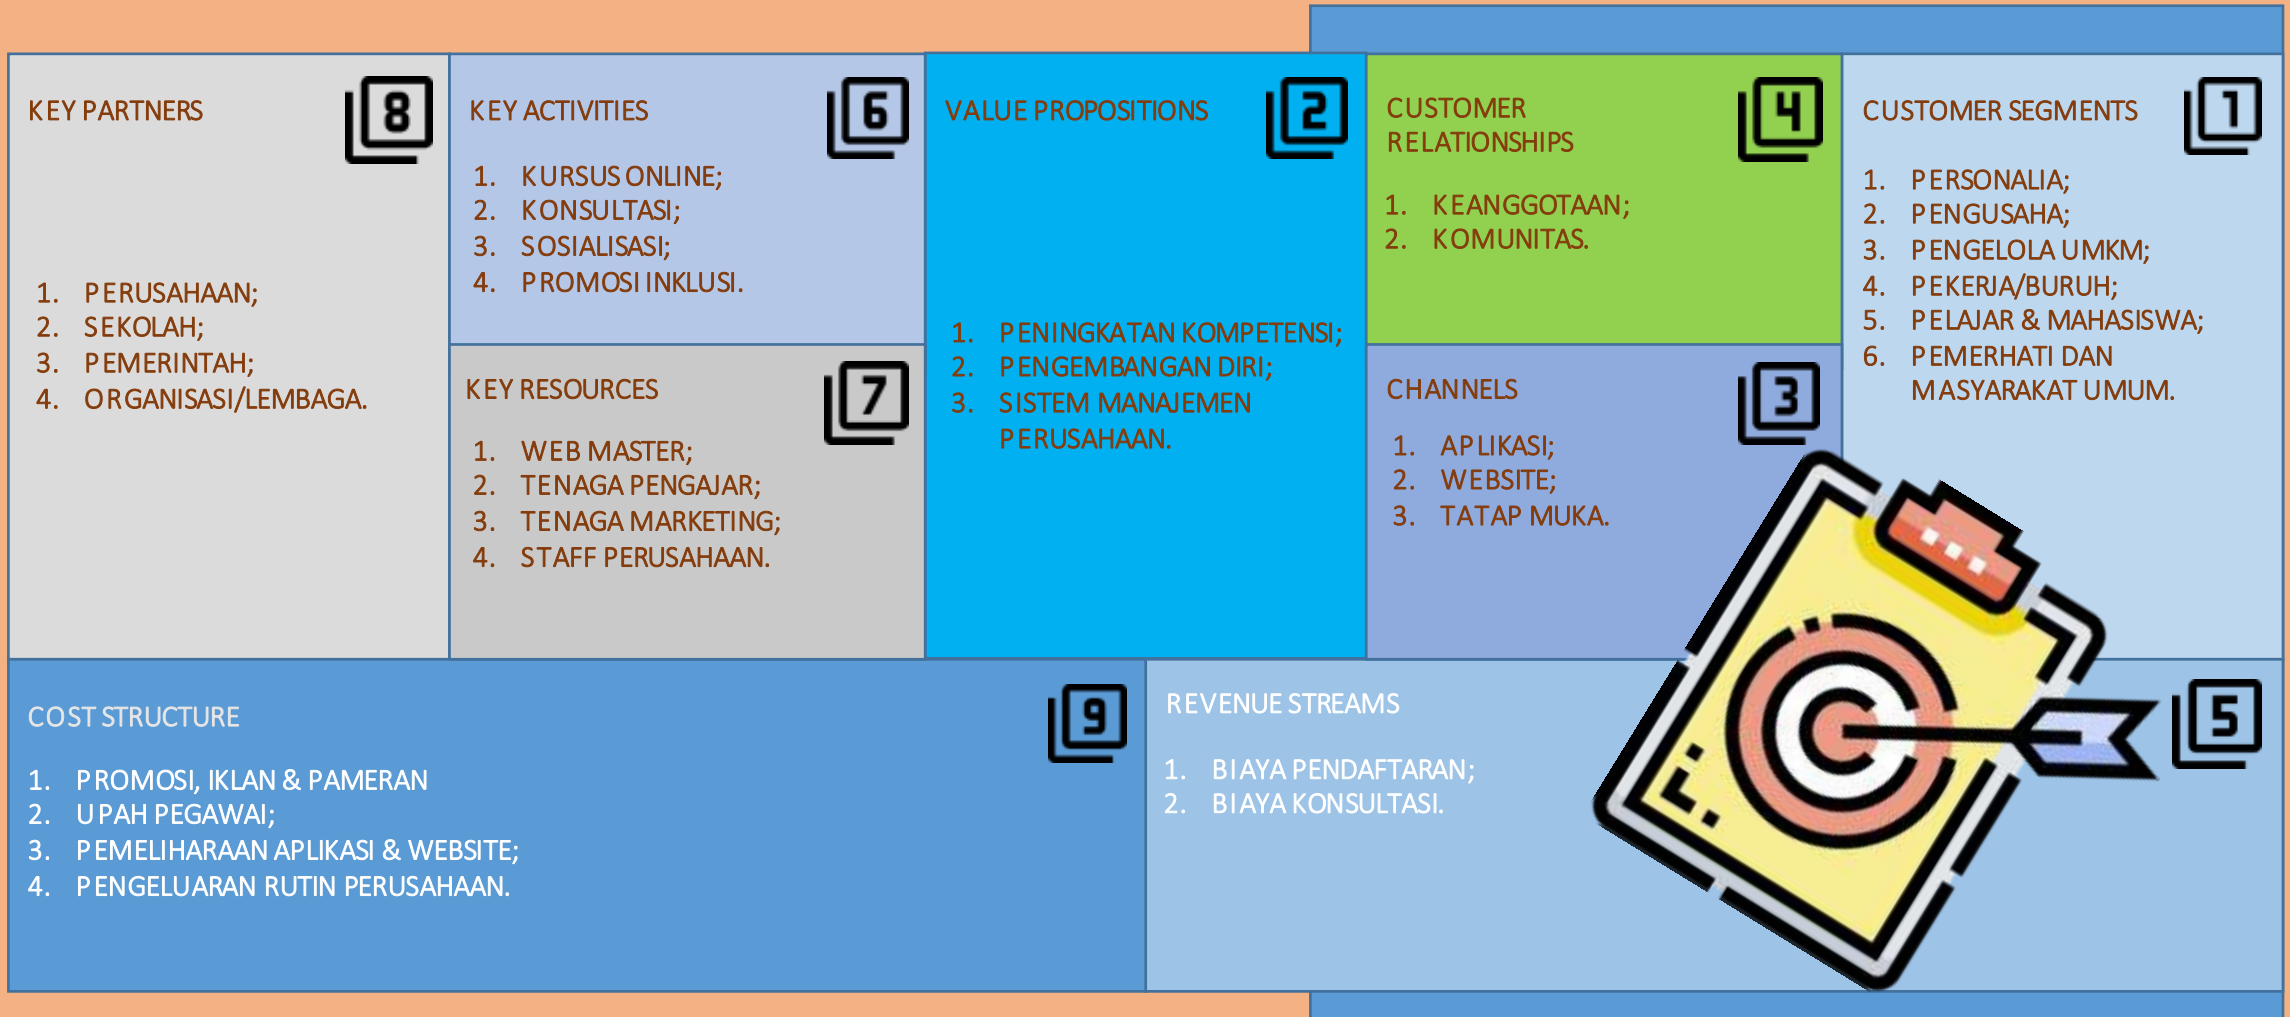 KEY PARTNERS
8
1. PERUSAHAAN;
2. SEKOLAH;
3. PEMERINTAH;
4. ORGANISASI/LEMBAGA.
KEY ACTIVITIES
6
1. KURSUS ONLINE;
2. KONSULTASI;
3. SOSIALISASI;
4. PROMOSI INKLUSI.
KEY RESOURCES
7
1. WEB MASTER;
2. TENAGA PENGAJAR;
3. TENAGA MARKETING;
4. STAFF PERUSAHAAN.
VALUE PROPOSITIONS
2
1. PENINGKATAN KOMPETENSI;
2. PENGEMBANGAN DIRI;
3. SISTEM MANAJEMEN
PERUSAHAAN.
CUSTOMER
RELATIONSHIPS
4
1. KEANGGOTAAN;
2. KOMUNITAS.
CHANNELS
3
1. APLIKASI;
2. WEBSITE;
3. TATAP MUKA.
CUSTOMER SEGMENTS
1
1. PERSONALIA;
2. PENGUSAHA;
3. PENGELOLA UMKM;
4. PEKERJA/BURUH;
5. PELAJAR & MAHASISWA;
6. PEMERHATI DAN
MASYARAKAT UMUM.
COST STRUCTURE
9
1. PROMOSI, IKLAN & PAMERAN
2. UPAH PEGAWAI;
3. PEMELIHARAAN APLIKASI & WEBSITE;
4. PENGELUARAN RUTIN PERUSAHAAN.
REVENUE STREAMS
5
1. BIAYA PENDAFTARAN;
2. BIAYA KONSULTASI.